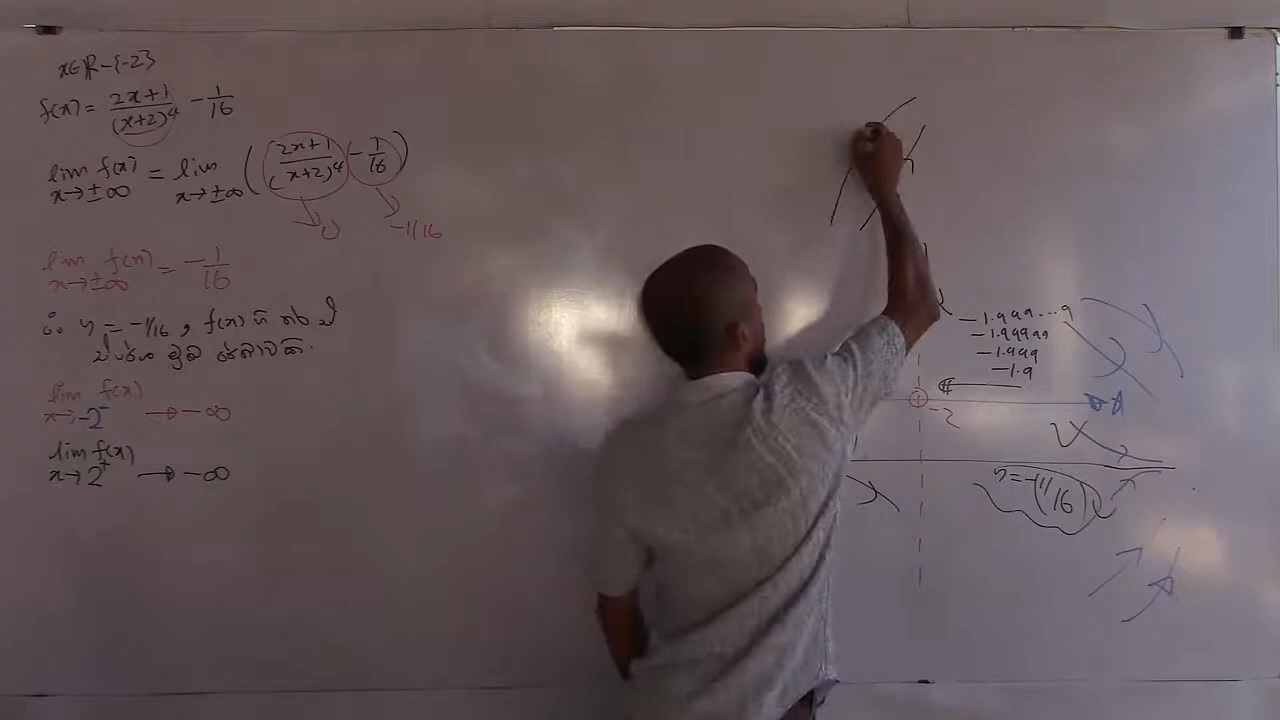 x∈ℝ-{-2}
f(x) = (2x+1)/(x+2)^4 - 1/16
lim x→±∞ f(x) = lim x→±∞ ((2x+1)/(x+2)^4 - 1/16)
0
-1/16
lim x→±∞ f(x) = -1/16
∴ y = -1/16 , f(x) හි
lim x→-2^- f(x) → -∞
lim x→2^+ f(x) → -∞
-1.999...9
-1.99999
-1.999
-1.9
-2
y=-1/16